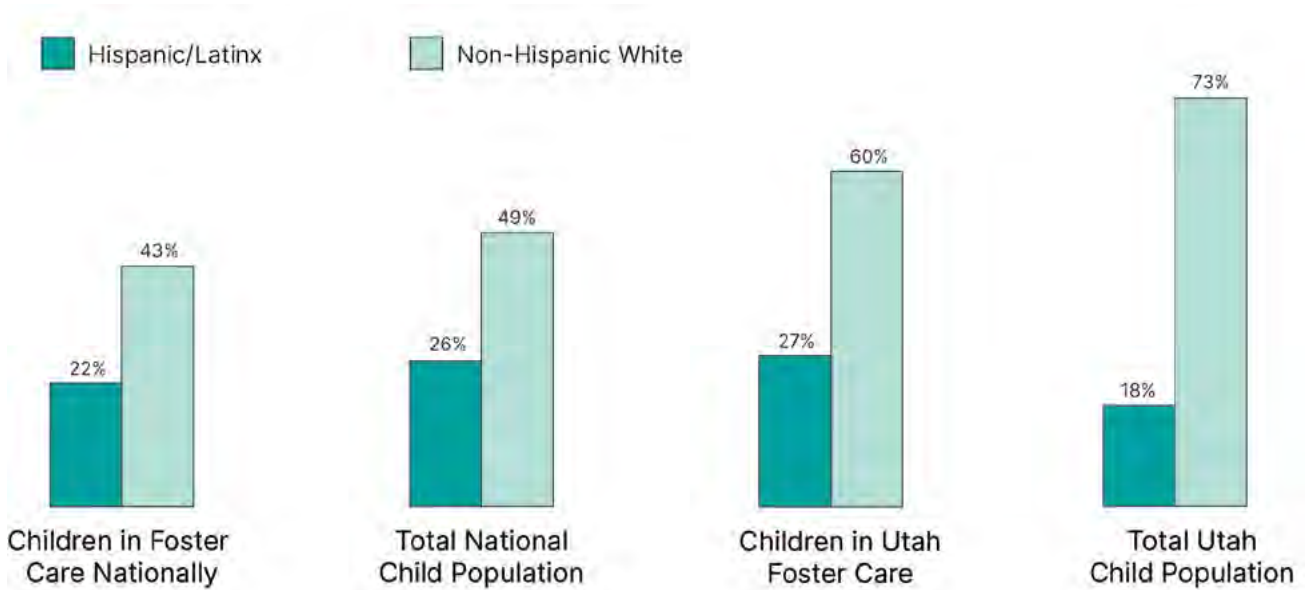 Hispanic/Latinx
Non-Hispanic White
22%
43%
Children in Foster
Care Nationally
26%
49%
Total National
Child Population
27%
60%
Children in Utah
Foster Care
18%
73%
Total Utah
Child Population